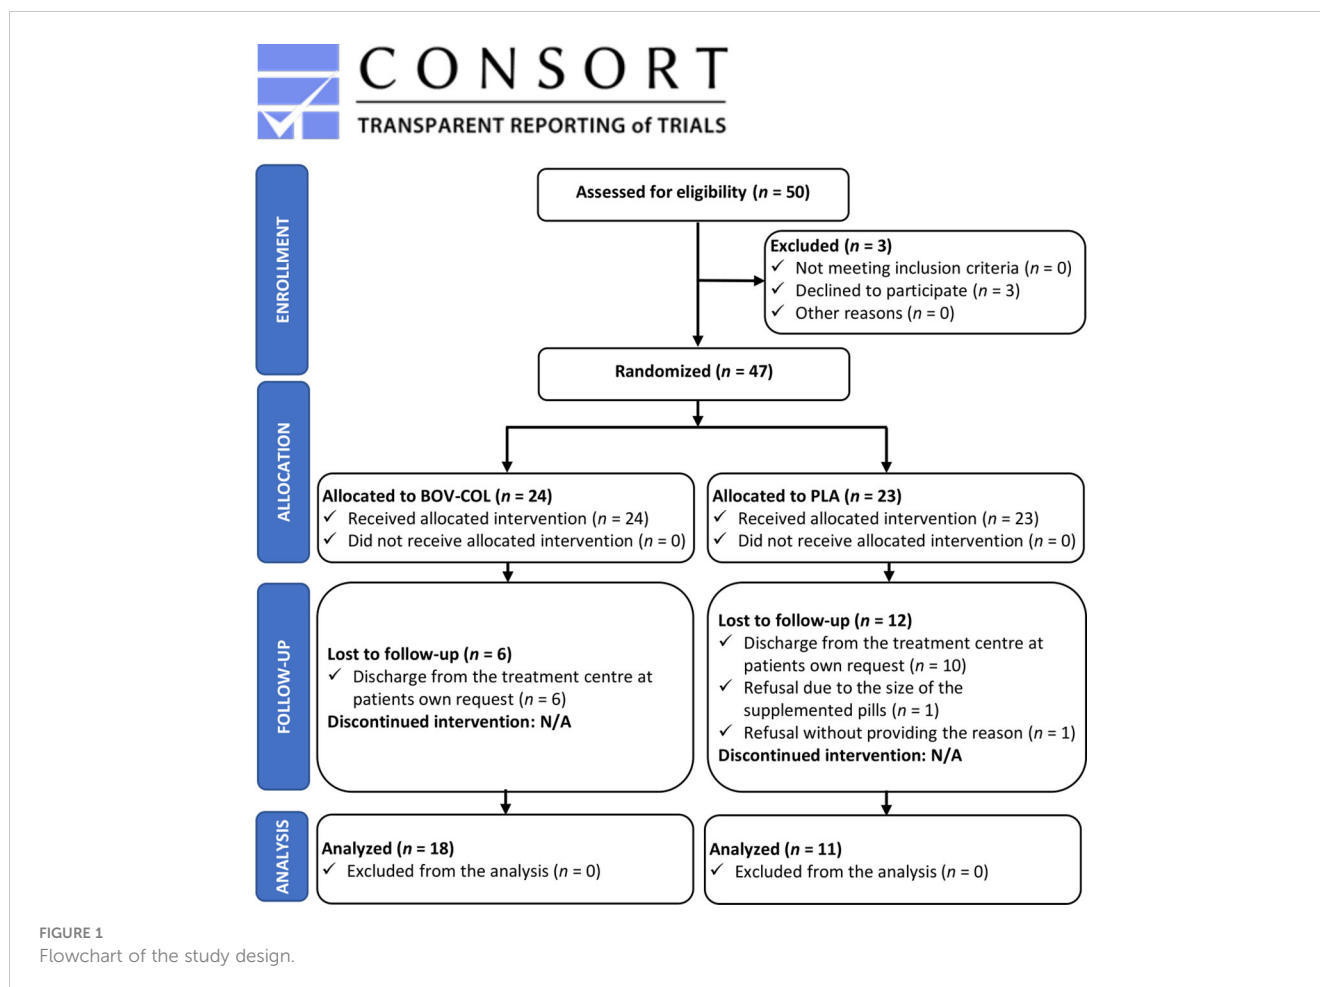 CONSORT
TRANSPARENT REPORTING of TRIALS
ENROLLMENT
Assessed for eligibility (n = 50)
Excluded (n = 3)
✓ Not meeting inclusion criteria (n = 0)
✓ Declined to participate (n = 3)
✓ Other reasons (n = 0)
Randomized (n = 47)
ALLOCATION
Allocated to BOV-COL (n = 24)
✓ Received allocated intervention (n = 24)
✓ Did not receive allocated intervention (n = 0)
Allocated to PLA (n = 23)
✓ Received allocated intervention (n = 23)
✓ Did not receive allocated intervention (n = 0)
FOLLOW-UP
Lost to follow-up (n = 6)
✓ Discharge from the treatment centre at
patients own request (n = 6)
Discontinued intervention: N/A
Lost to follow-up (n = 12)
✓ Discharge from the treatment centre at
patients own request (n = 10)
✓ Refusal due to the size of the
supplemented pills (n = 1)
✓ Refusal without providing the reason (n = 1)
Discontinued intervention: N/A
ANALYSIS
Analyzed (n = 18)
✓ Excluded from the analysis (n = 0)
Analyzed (n = 11)
✓ Excluded from the analysis (n = 0)
FIGURE 1
Flowchart of the study design.